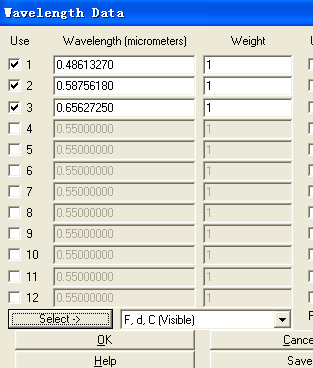 Wavelength Data
Use Wavelength (micrometers) Weight
1 0.48613270 1
2 0.58756180 1
3 0.65627250 1
4 0.55000000 1
5 0.55000000 1
6 0.55000000 1
7 0.55000000 1
8 0.55000000 1
9 0.55000000 1
10 0.55000000 1
11 0.55000000 1
12 0.55000000 1
Select -> F, d, C (Visible)
OK Cance
Help Save